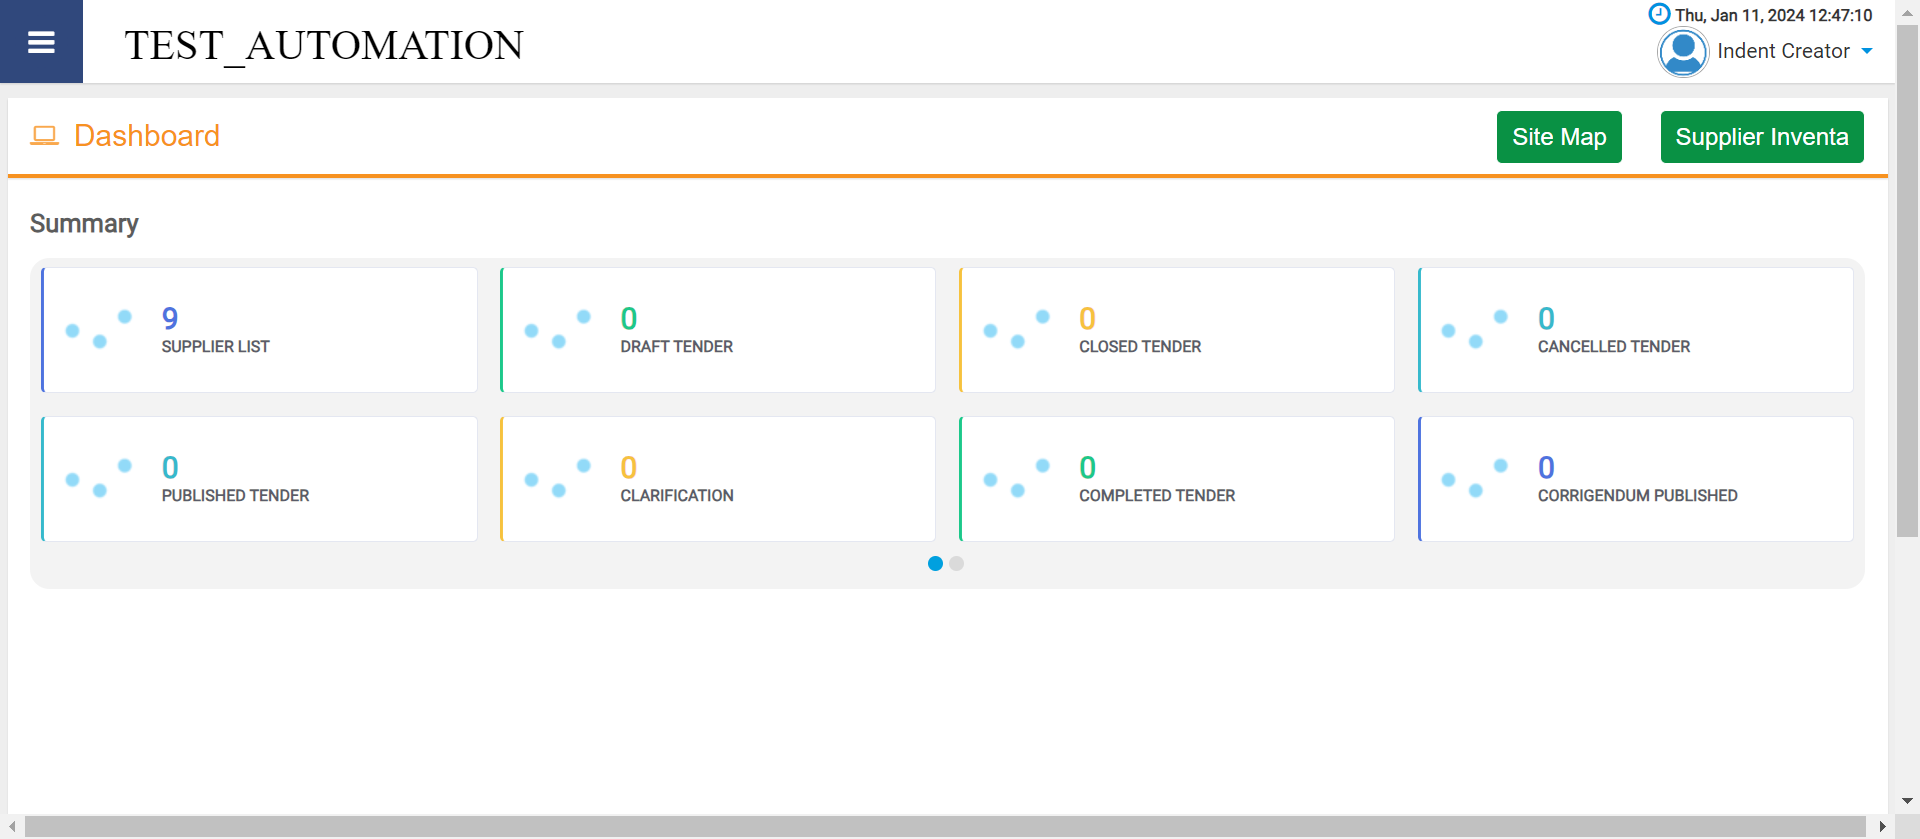 TEST_AUTOMATION
Thu, Jan 11, 2024 12:47:10
Indent Creator
Dashboard
Site Map
Supplier Inventa
Summary
9
SUPPLIER LIST
0
DRAFT TENDER
0
CLOSED TENDER
0
CANCELLED TENDER
0
PUBLISHED TENDER
0
CLARIFICATION
0
COMPLETED TENDER
0
CORRIGENDUM PUBLISHED